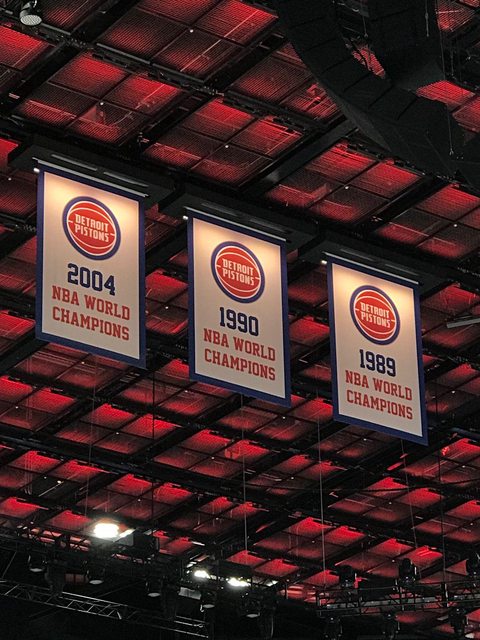 DETROIT
PISTONS
2004
NBA WORLD
CHAMPIONS
DETROIT
PISTONS
1990
NBA WORLD
CHAMPIONS
DETROIT
PISTONS
1989
NBA WORLD
CHAMPIONS